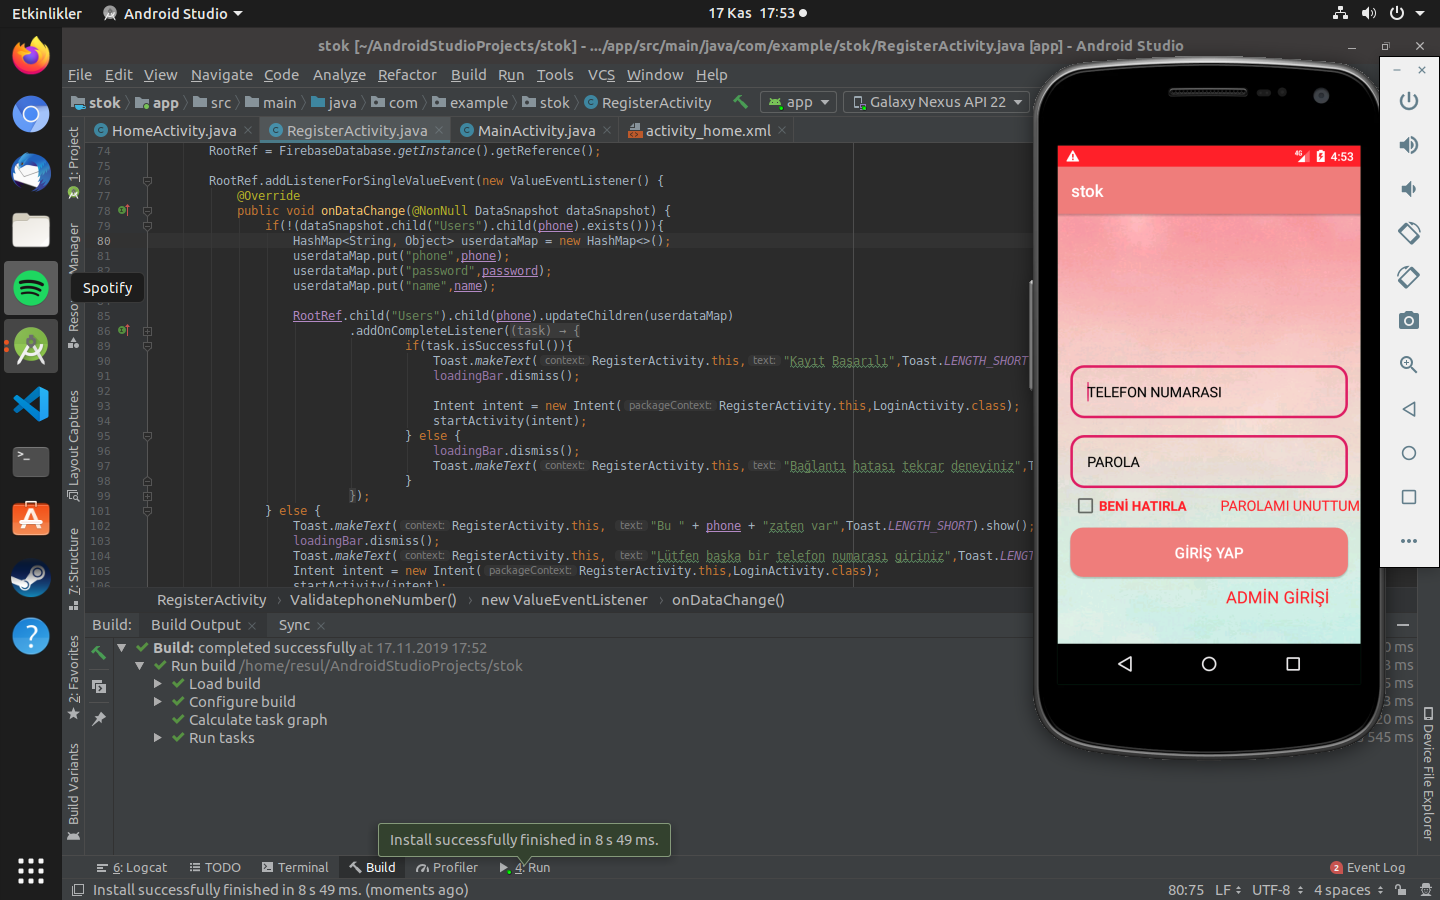 Etkinlikler
Android Studio
17 Kas 17:53
stok [~/AndroidStudioProjects/stok] - .../app/src/main/java/com/example/stok/RegisterActivity.java [app] - Android Studio
File Edit View Navigate Code Analyze Refactor Build Run Tools VCS Window Help
stok app src main java com example stok RegisterActivity app Galaxy Nexus API 22
HomeActivity.java RegisterActivity.java MainActivity.java activity_home.xml
74 RootRef = FirebaseDatabase.getInstance().getReference();
75
76 RootRef.addListenerForSingleValueEvent(new ValueEventListener() {
77 @Override
78 public void onDataChange(@NonNull DataSnapshot dataSnapshot) {
79 if(!(dataSnapshot.child("Users").child(phone).exists())){
80 HashMap<String, Object> userdataMap = new HashMap<>();
81 userdataMap.put("phone",phone);
82 userdataMap.put("password",password);
userdataMap.put("name",name);
85 RootRef.child("Users").child(phone).updateChildren(userdataMap)
86 .addOnCompleteListener((task) → {
89 if(task.isSuccessful()){
90 Toast.makeText( context: RegisterActivity.this, text: "Kayıt Başarılı",Toast.LENGTH_SHORT
91 loadingBar.dismiss();
92
93 Intent intent = new Intent( packageContext: RegisterActivity.this,LoginActivity.class);
94 startActivity(intent);
95 } else {
96 loadingBar.dismiss();
97 Toast.makeText( context: RegisterActivity.this, text: "Bağlantı hatası tekrar deneyiniz",T
98 }
99 });
101 } else {
102 Toast.makeText( context: RegisterActivity.this, text: "Bu " + phone + "zaten var",Toast.LENGTH_SHORT).show();
103 loadingBar.dismiss();
104 Toast.makeText( context: RegisterActivity.this, text: "Lütfen başka bir telefon numarası giriniz",Toast.LENG
105 Intent intent = new Intent( packageContext: RegisterActivity.this,LoginActivity.class);
106 startActivity(intent);
RegisterActivity ValidatephoneNumber() new ValueEventListener onDataChange()
1: Project
Manager
Reso
Spotify
Layout Captures
7: Structure
2: Favorites
Build Variants
Build: Build Output Sync
Build: completed successfully at 17.11.2019 17:52
Run build /home/resul/AndroidStudioProjects/stok
Load build
Configure build
Calculate task graph
Run tasks
0 ms
3 ms
5 ms
3 ms
20 ms
545 ms
Device File Explorer
4G
4:53
stok
TELEFON NUMARASI
PAROLA
BENİ HATIRLA
PAROLAMI UNUTTUM
GİRİŞ YAP
ADMİN GİRİŞİ
Install successfully finished in 8 s 49 ms.
6: Logcat TODO Terminal Build Profiler 4: Run 2 Event Log
Install successfully finished in 8 s 49 ms. (moments ago)
80:75 LF UTF-8 4 spaces